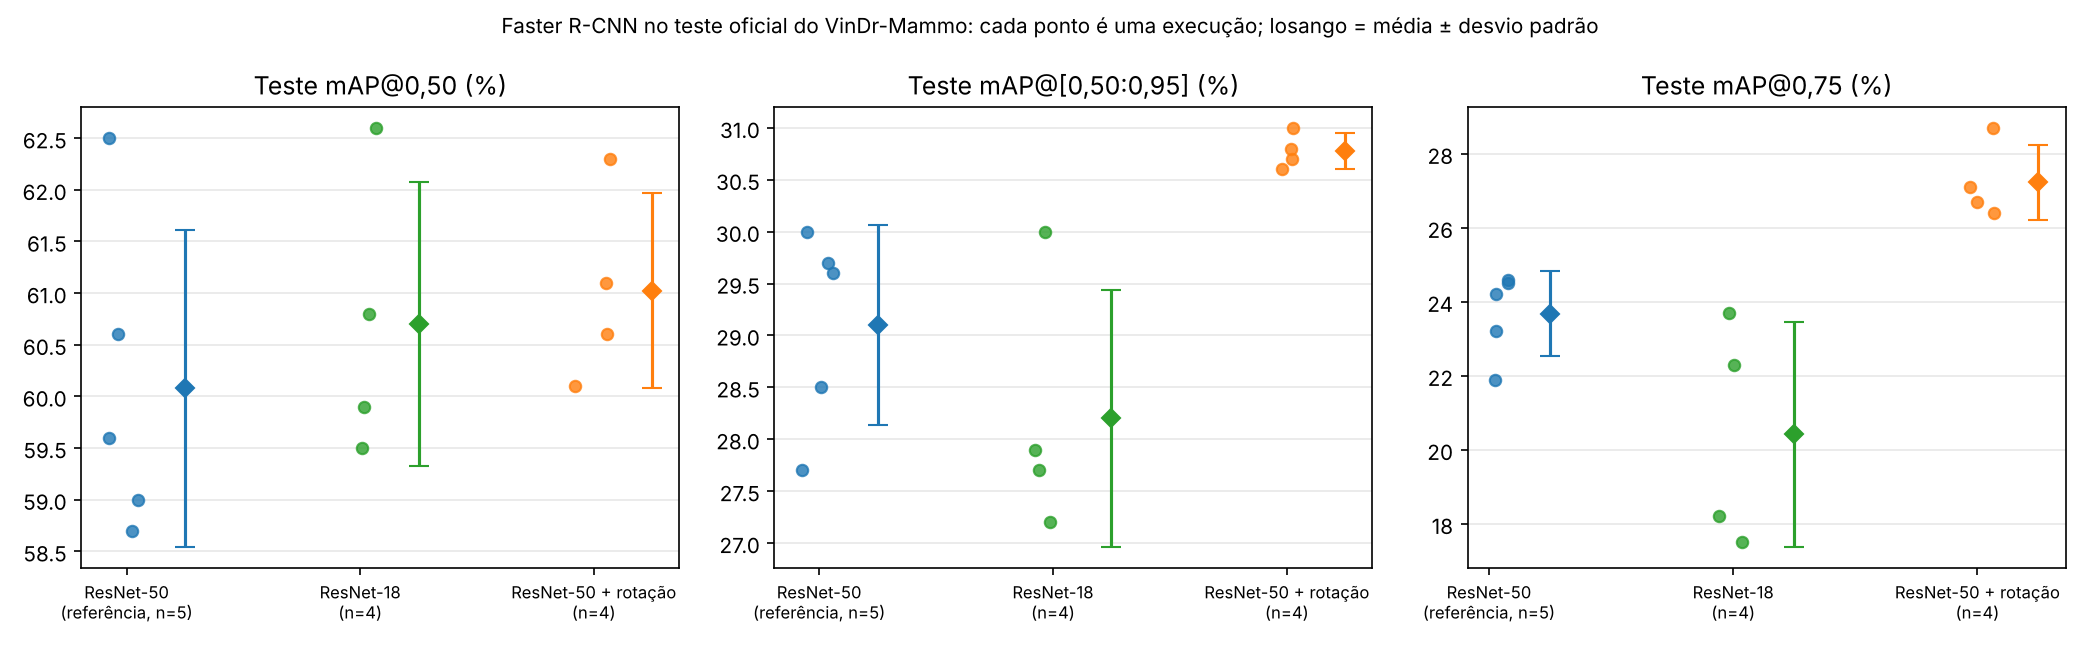 Faster R-CNN no teste oficial do VinDr-Mammo: cada ponto é uma execução; losango = média ± desvio padrão
Teste mAP@0,50 (%)
62.5
62.0
61.5
61.0
60.5
60.0
59.5
59.0
58.5
ResNet-50
(referência, n=5)
ResNet-18
(n=4)
ResNet-50 + rotação
(n=4)
Teste mAP@[0,50:0,95] (%)
31.0
30.5
30.0
29.5
29.0
28.5
28.0
27.5
27.0
ResNet-50
(referência, n=5)
ResNet-18
(n=4)
ResNet-50 + rotação
(n=4)
Teste mAP@0,75 (%)
28
26
24
22
20
18
ResNet-50
(referência, n=5)
ResNet-18
(n=4)
ResNet-50 + rotação
(n=4)